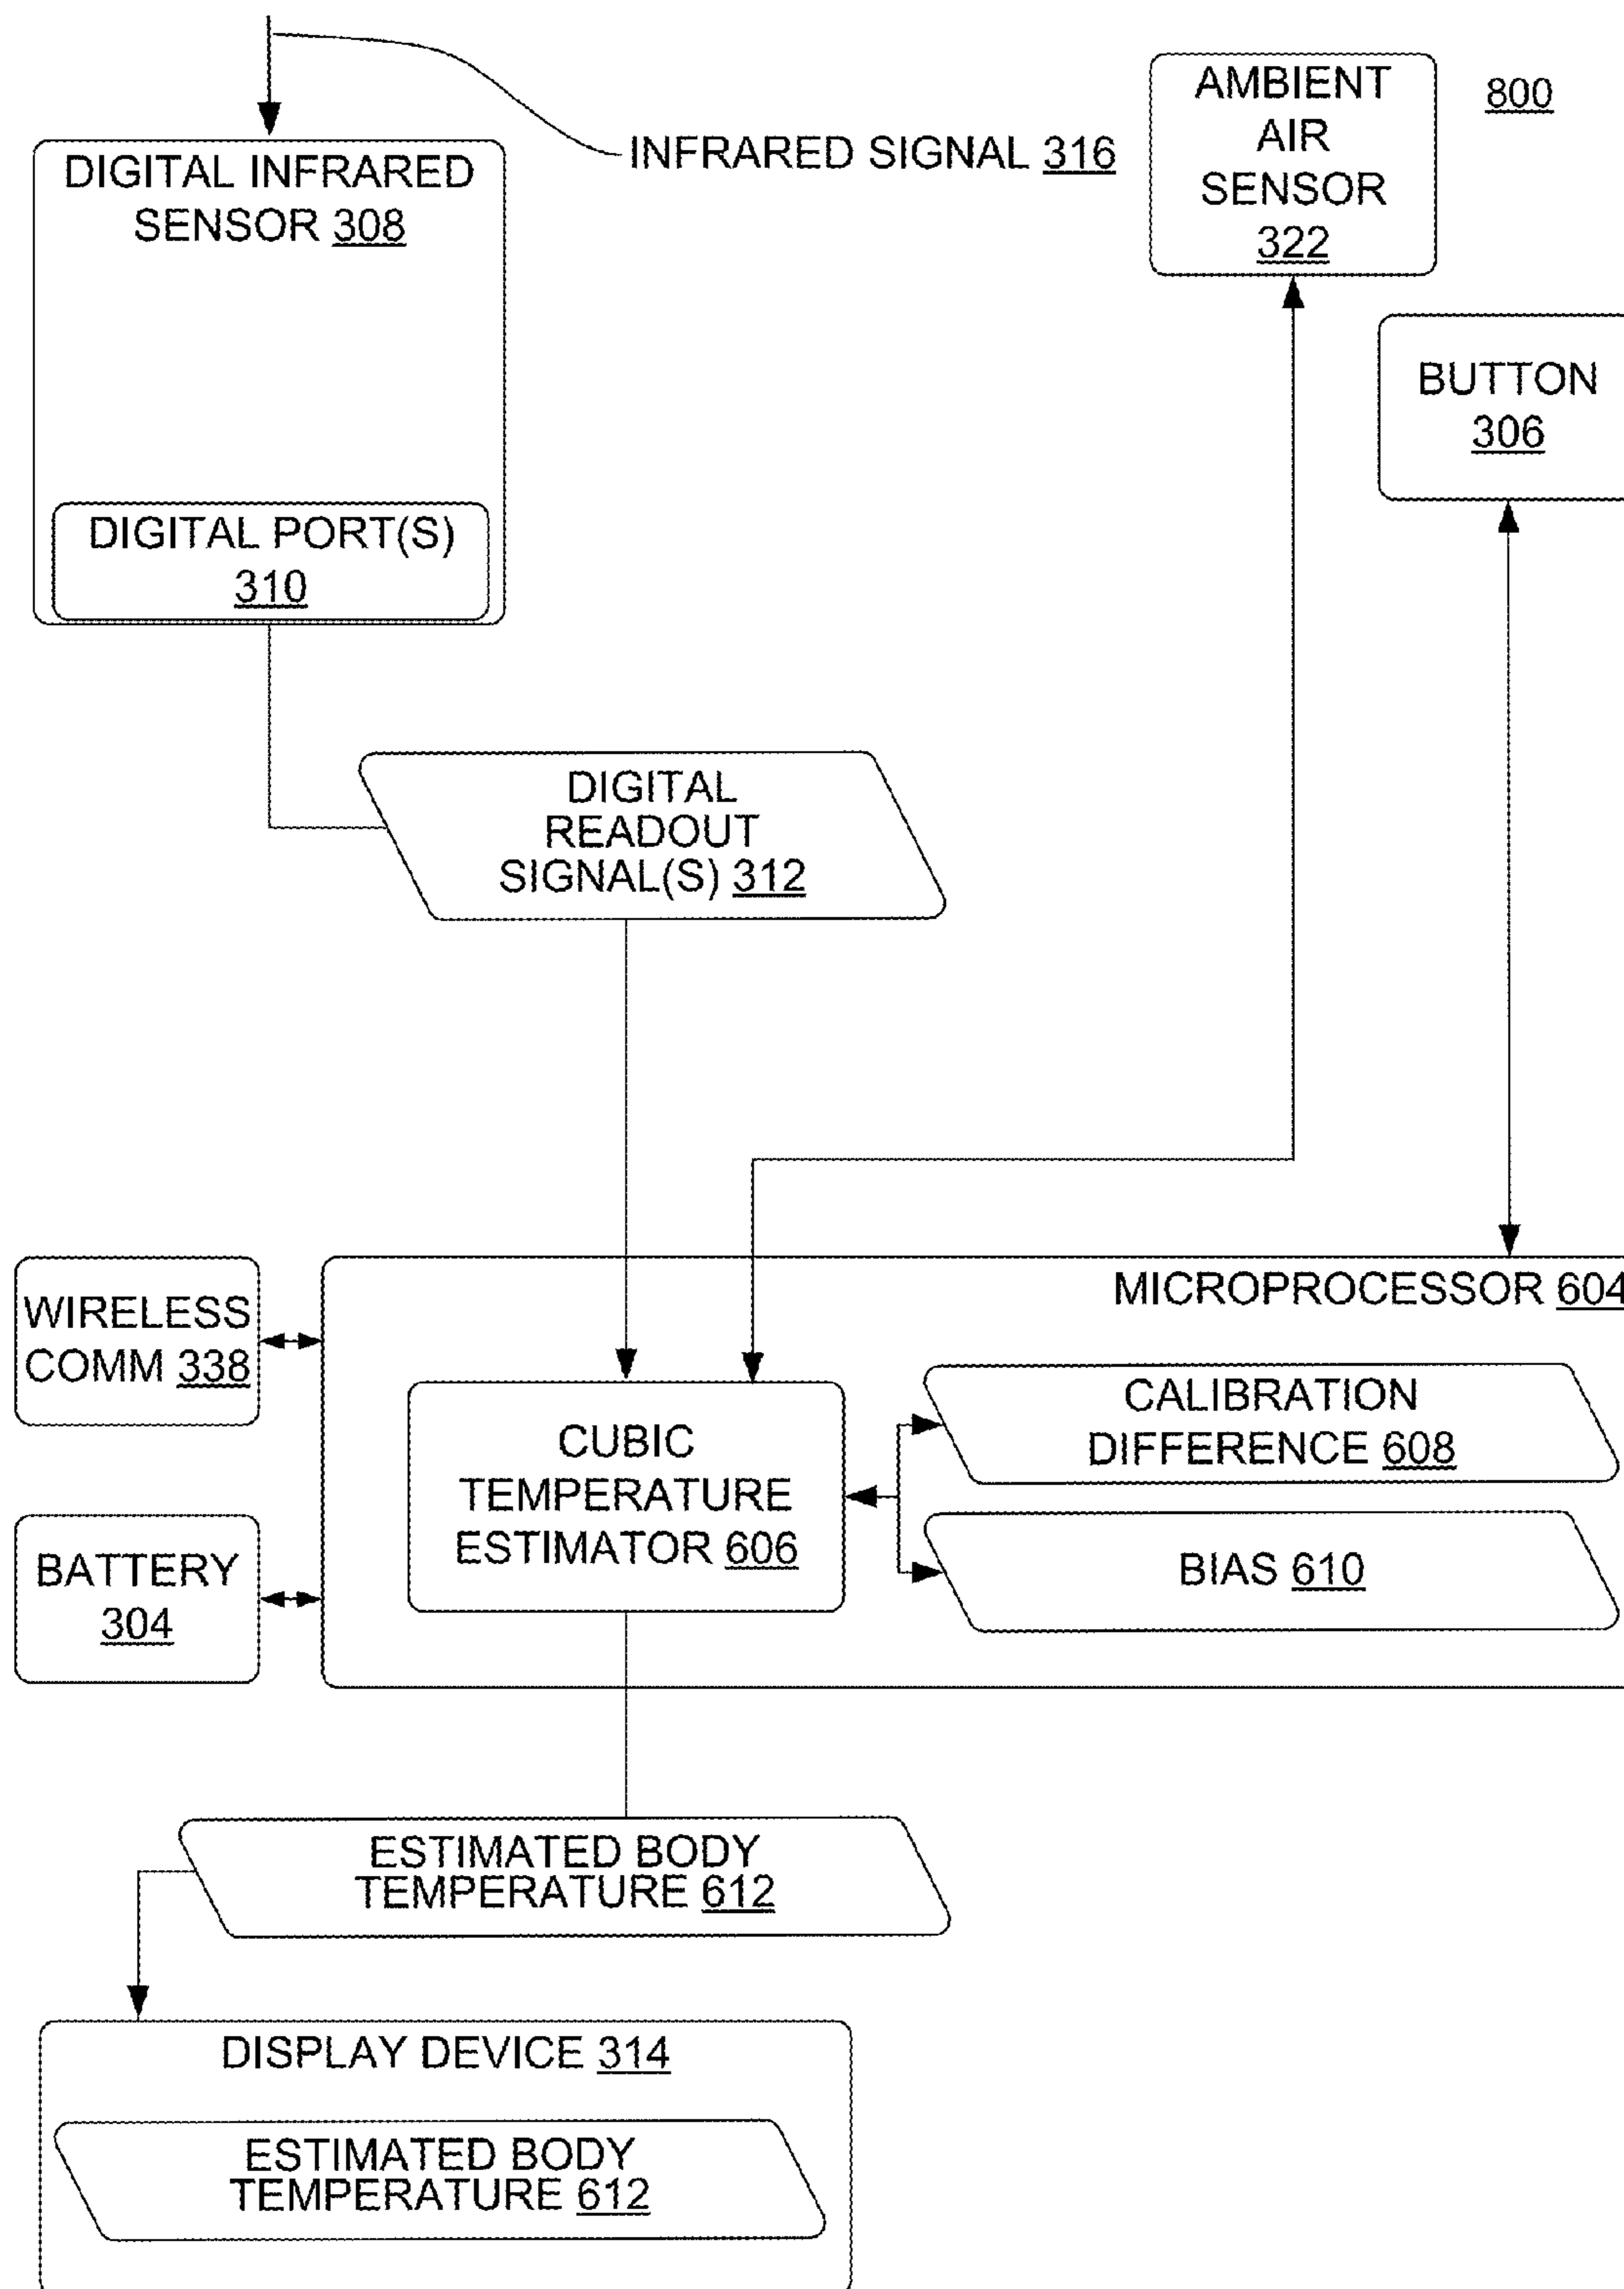 800
INFRARED SIGNAL 316
AMBIENT
AIR
SENSOR
322
DIGITAL INFRARED
SENSOR 308
BUTTON
306
DIGITAL PORT(S)
310
DIGITAL
READOUT
SIGNAL(S) 312
MICROPROCESSOR 604
WIRELESS
COMM 338
CUBIC
TEMPERATURE
ESTIMATOR 606
CALIBRATION
DIFFERENCE 608
BIAS 610
BATTERY
304
ESTIMATED BODY
TEMPERATURE 612
DISPLAY DEVICE 314
ESTIMATED BODY
TEMPERATURE 612